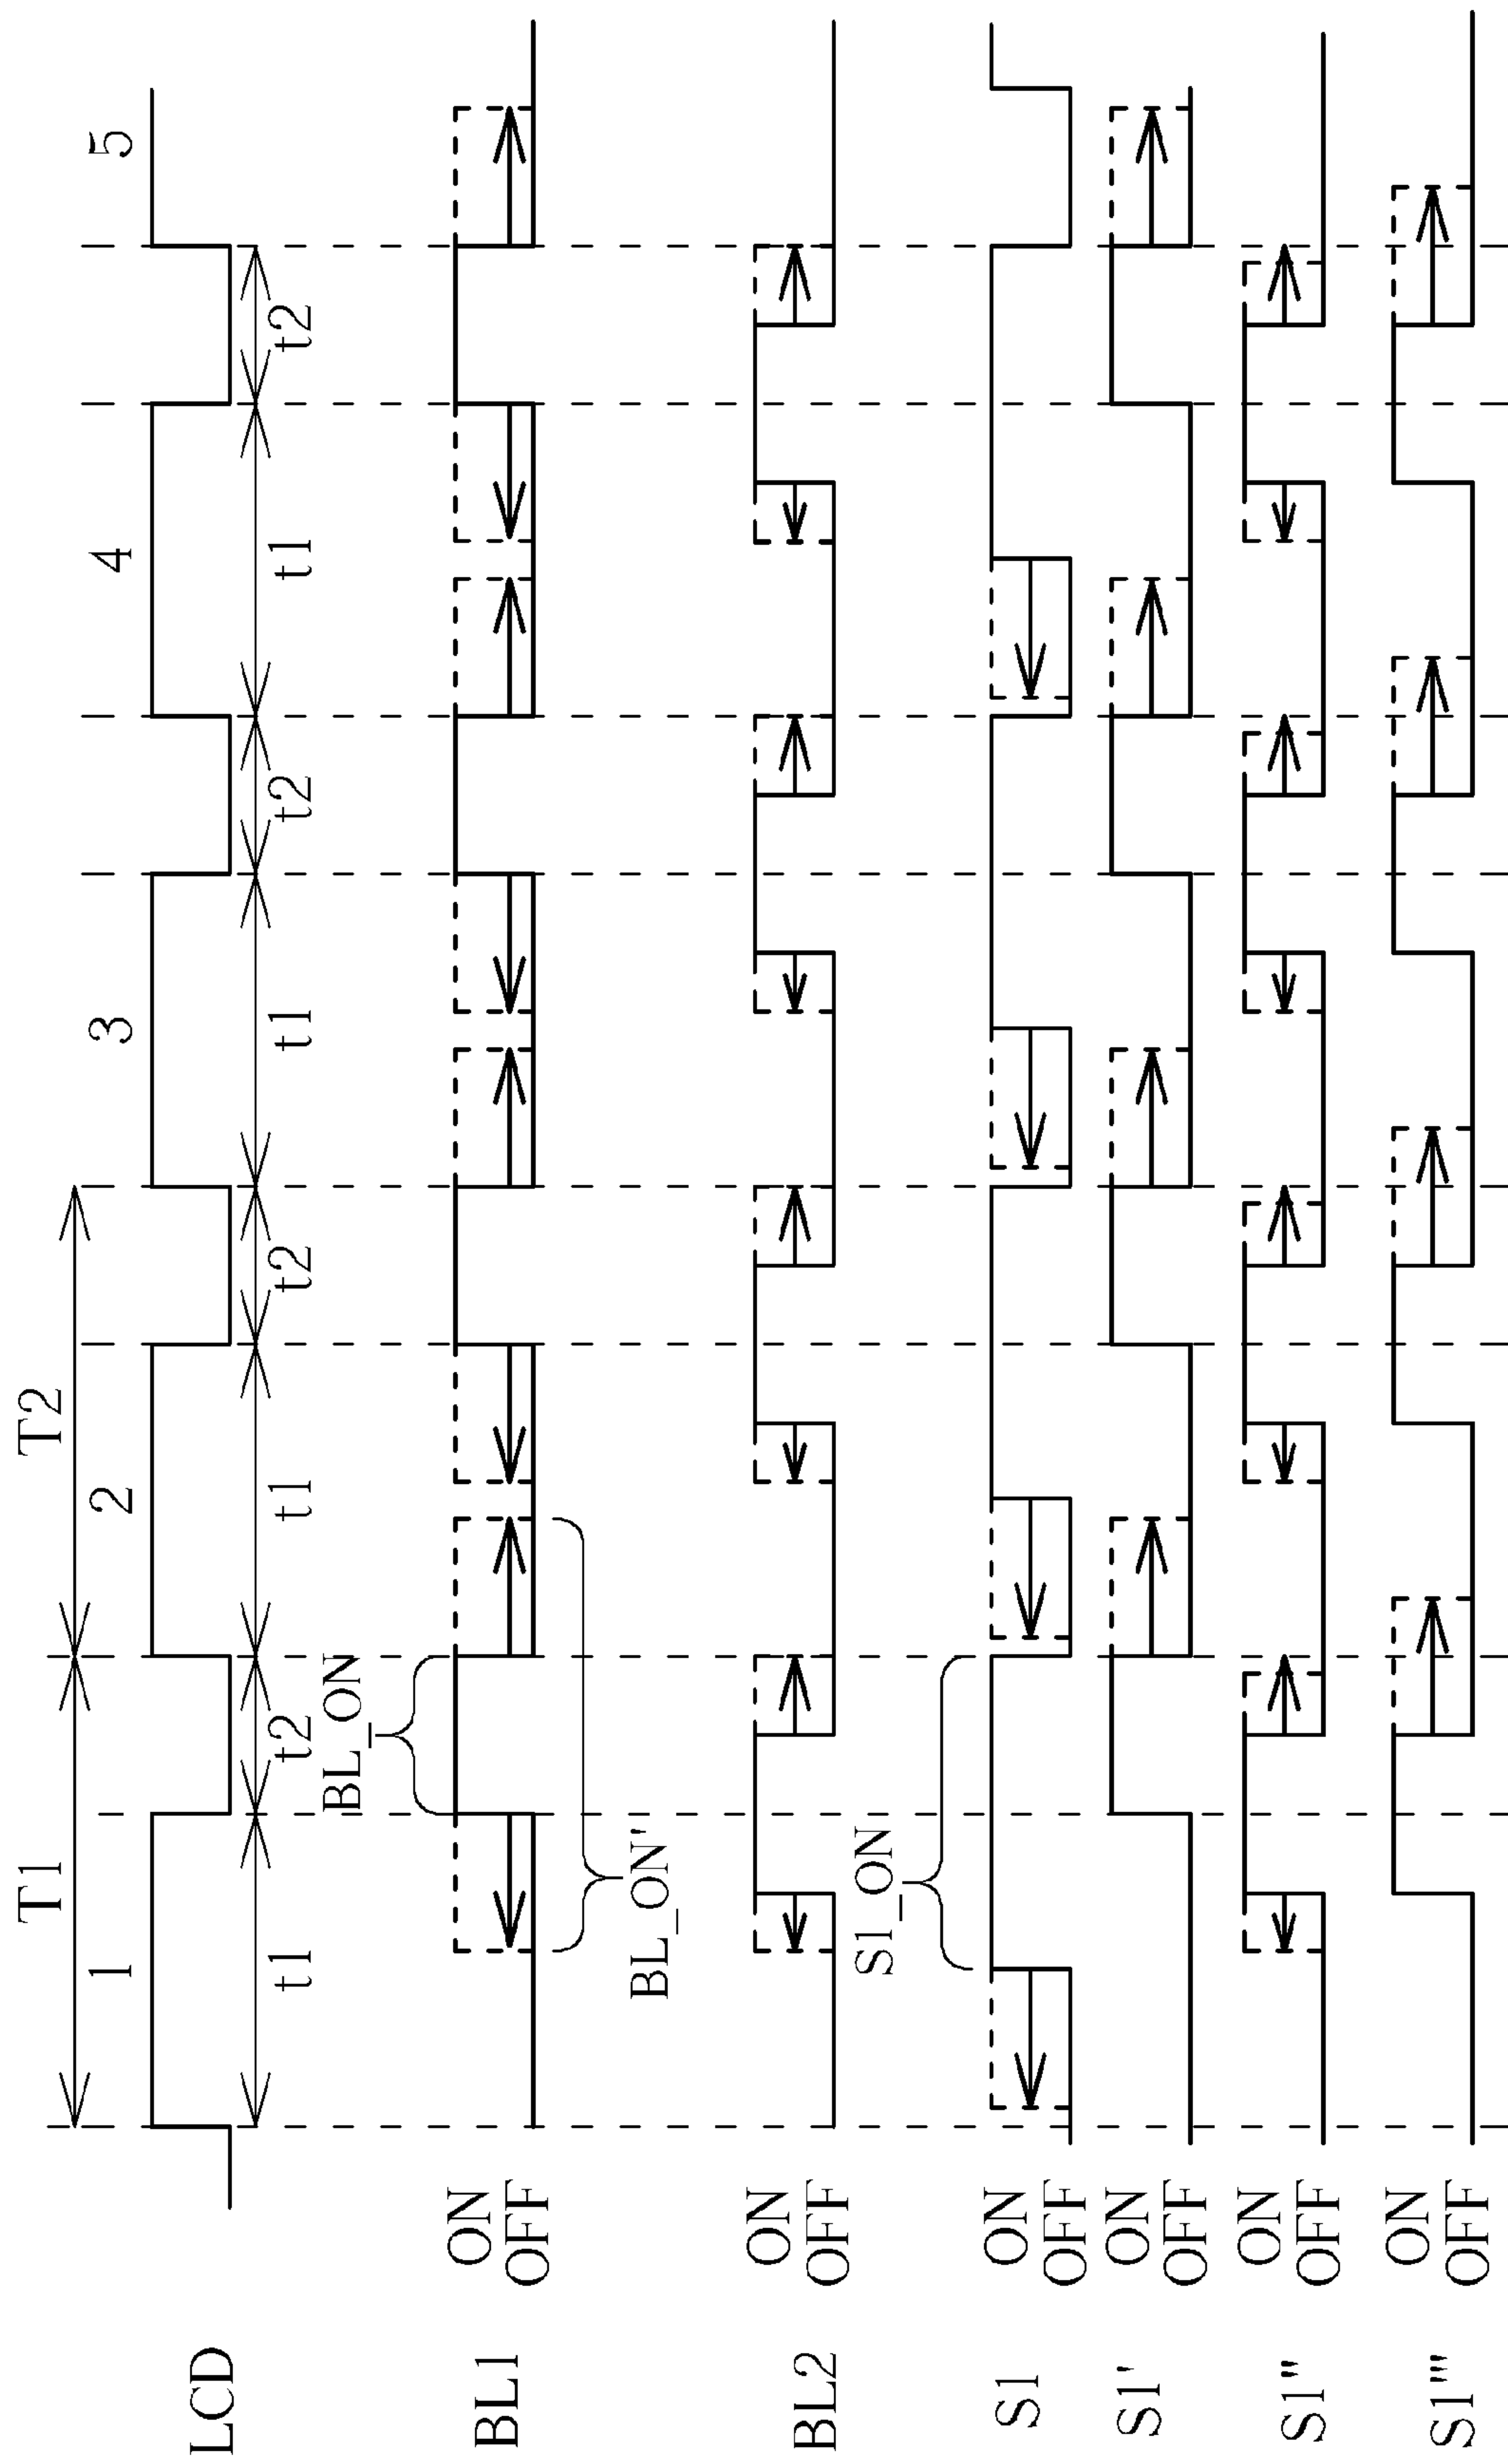 T1 T2
1 2 3 4 5
LCD
t1 t2 t1 t2 t1 t2 t1 t2
BL_ON
BL1 ON
OFF
BL_ON'
BL2 ON
OFF
S1_ON
S1 ON
OFF
S1' ON
OFF
S1'' ON
OFF
S1''' ON
OFF